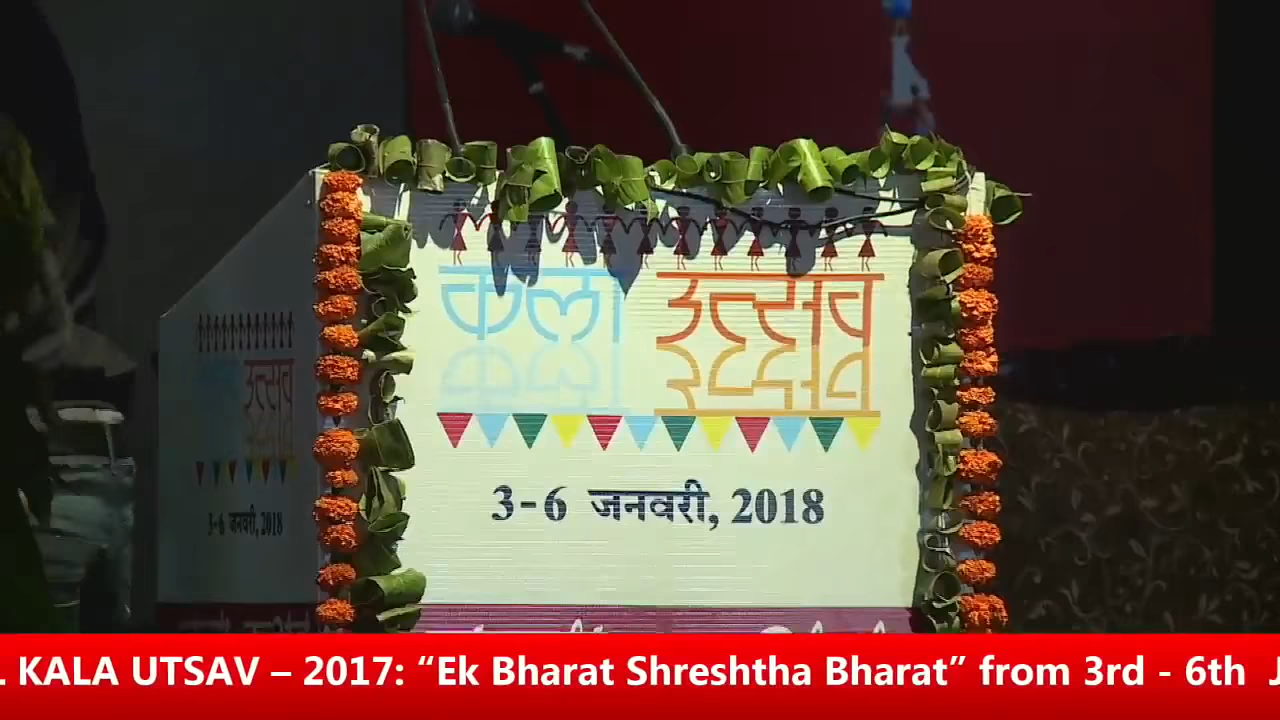 कला उत्सव
3-6 जनवरी, 2018
उत्सव
3-6 जनवरी, 2018
KALA UTSAV – 2017: “Ek Bharat Shreshtha Bharat” from 3rd - 6th